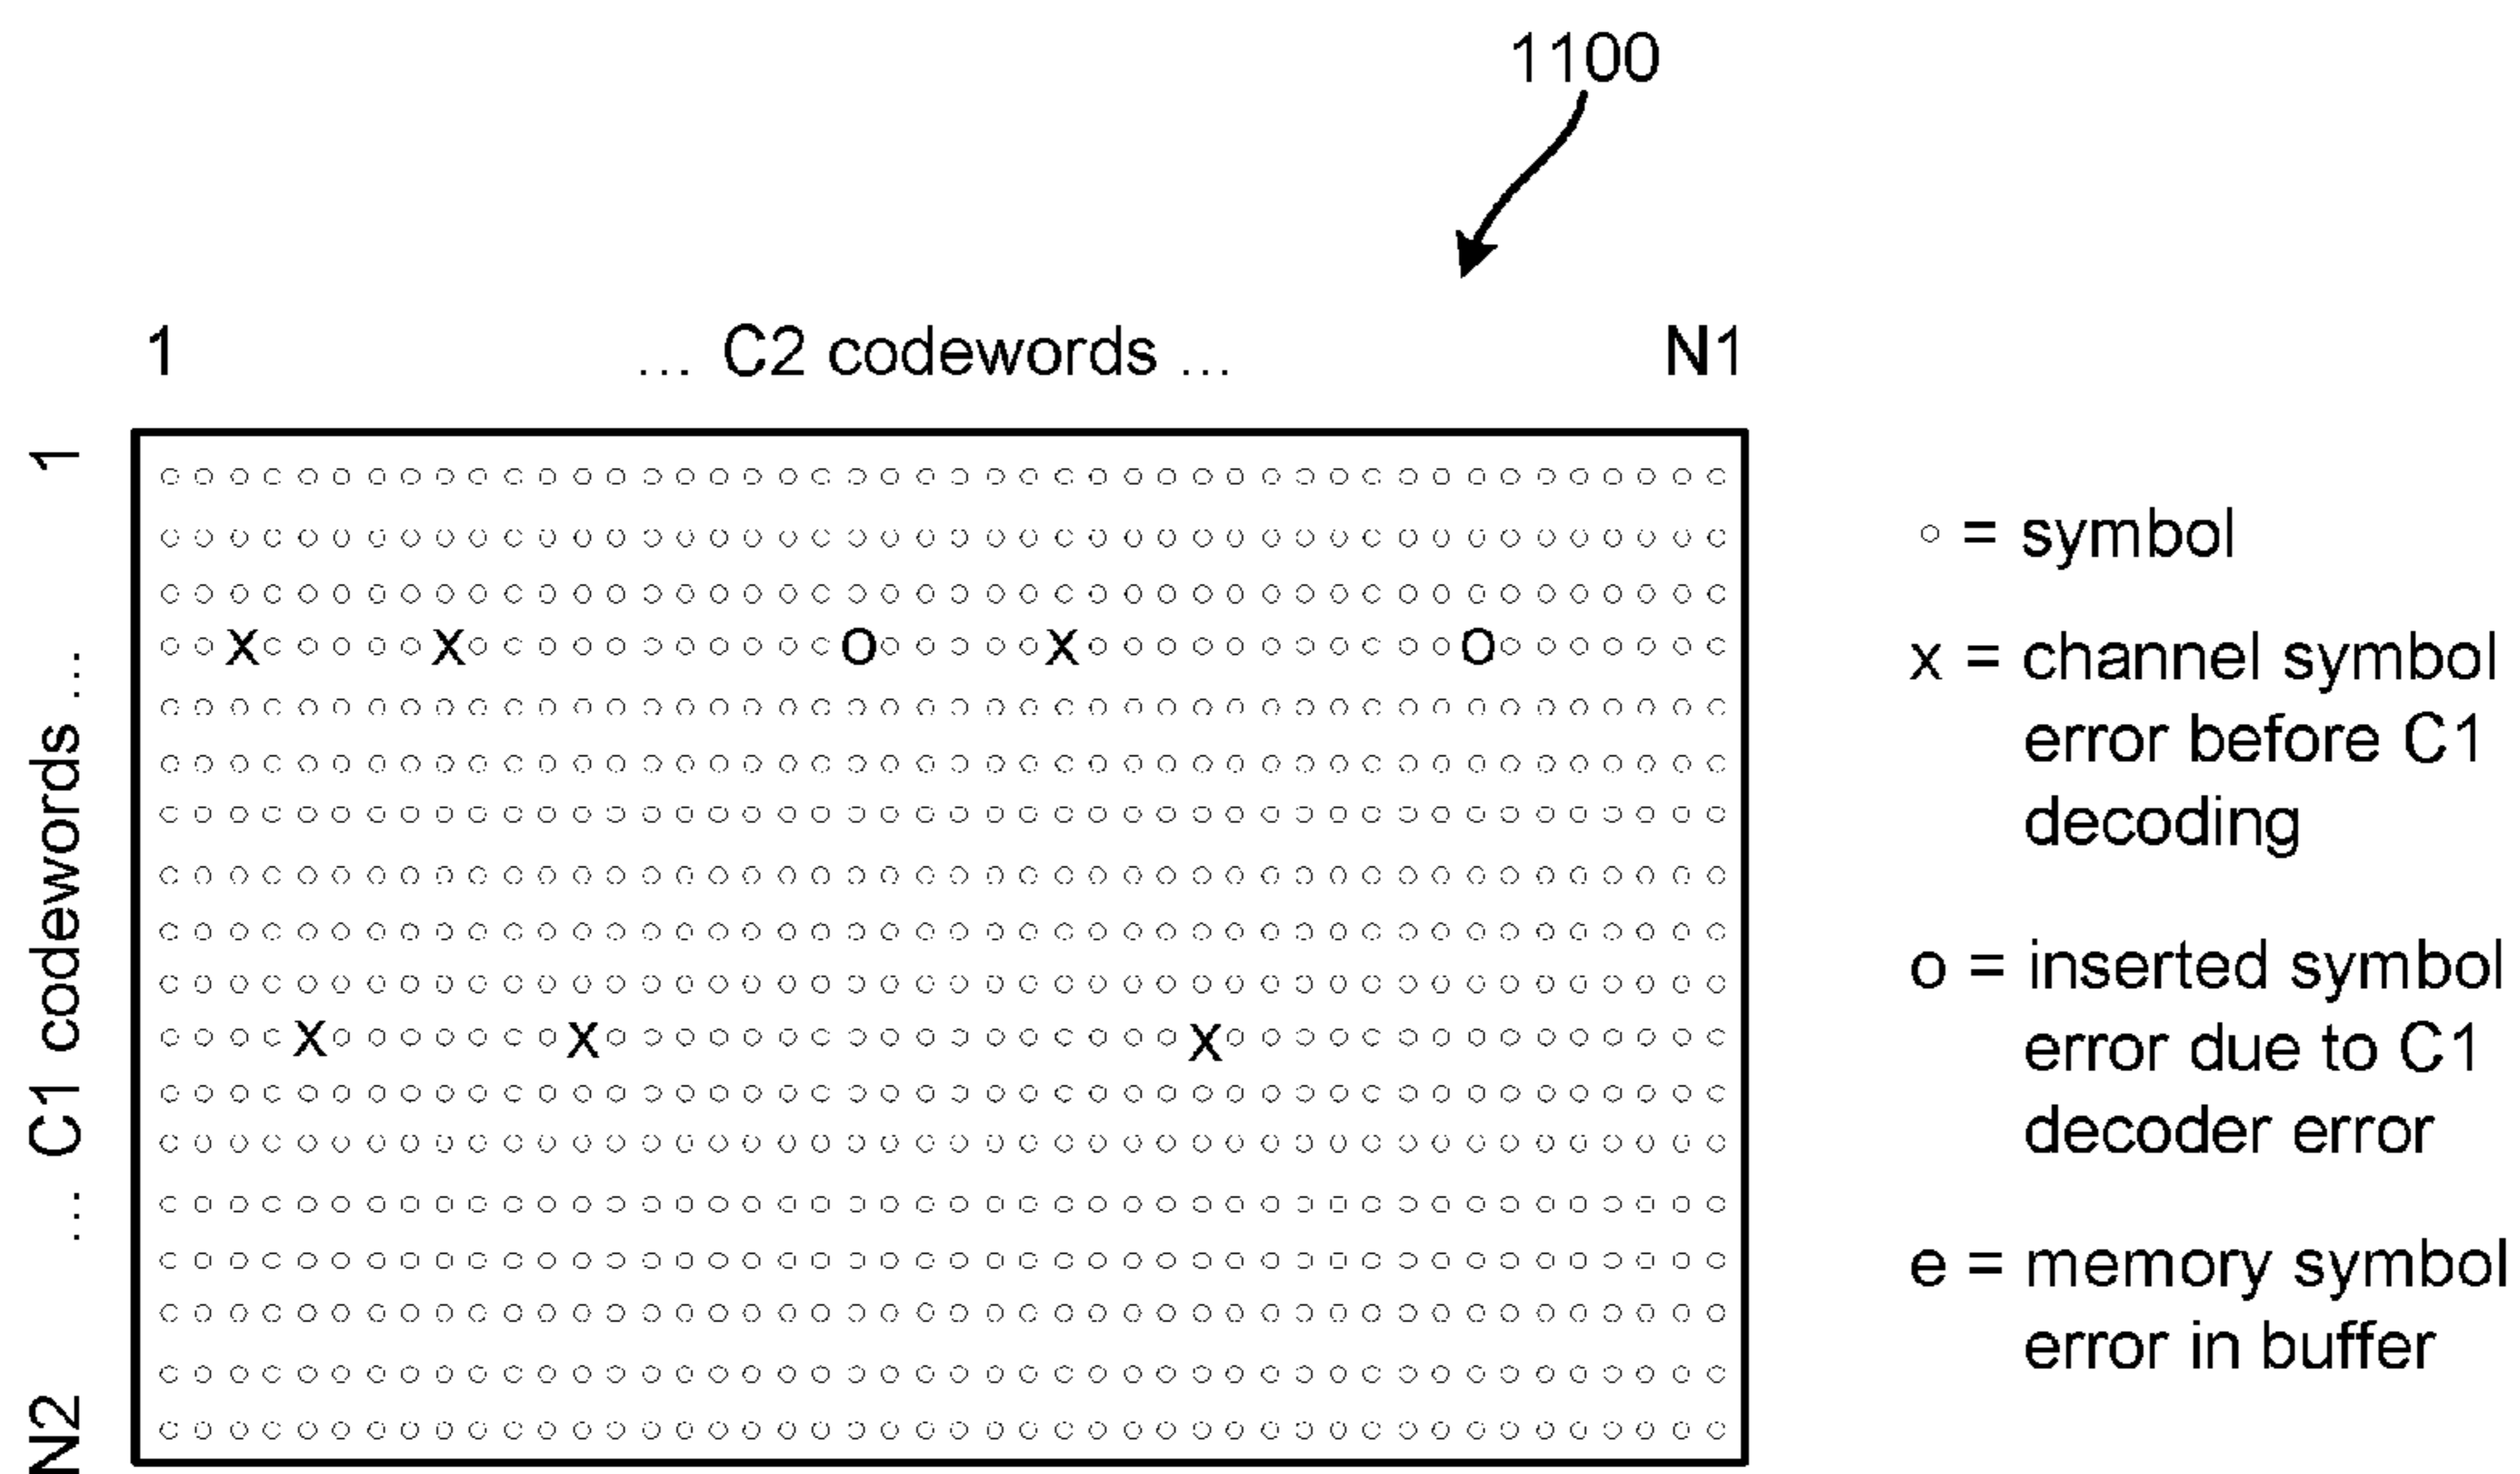 1100
1 ... C2 codewords ... N1
1 ... C1 codewords ... N2
○ = symbol
x = channel symbol
error before C1
decoding
o = inserted symbol
error due to C1
decoder error
e = memory symbol
error in buffer
x x o x o
x x x